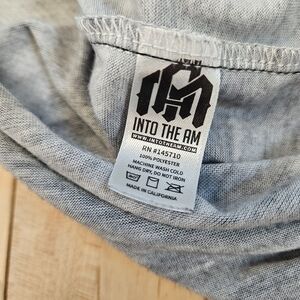 INTO THE AM
WWW.INTOTHEAM.COM
RN #145710
100% POLYESTER
MACHINE WASH COLD
HANG DRY, DO NOT IRON
MADE IN CALIFORNIA